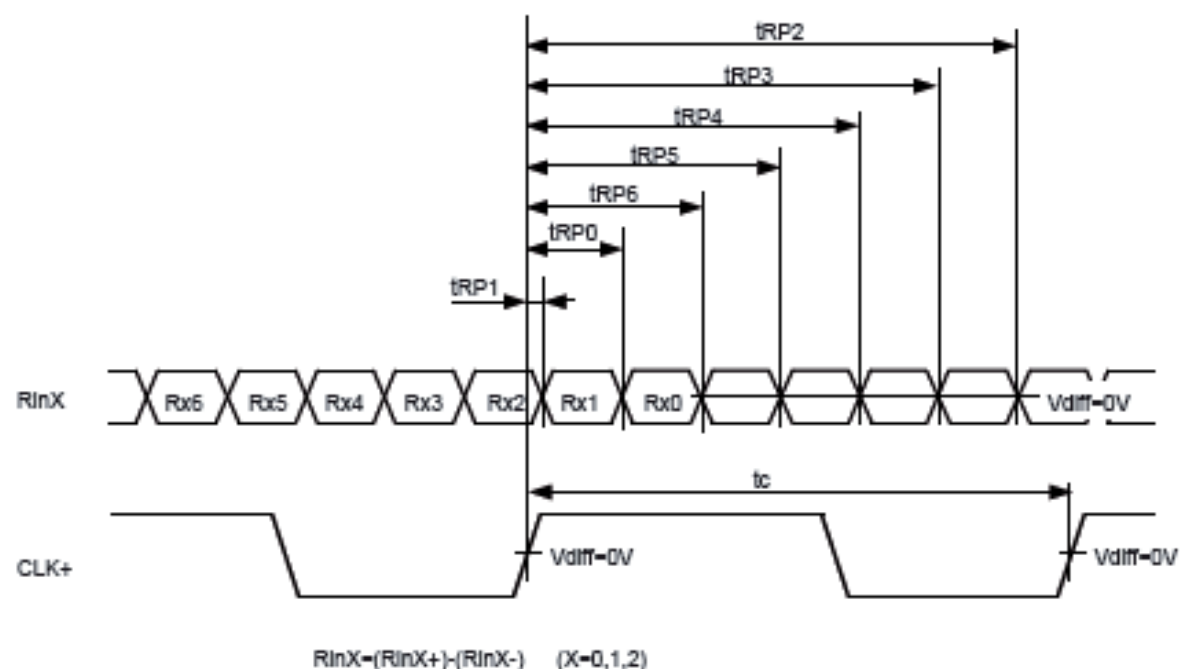 tRP2
tRP3
tRP4
tRP5
tRP6
tRP0
tRP1
RinX Rx6 Rx5 Rx4 Rx3 Rx2 Rx1 Rx0 Vdiff=0V
tc
CLK+ Vdiff=0V Vdiff=0V
RinX=(RinX+)-(RinX-) (X=0,1,2)